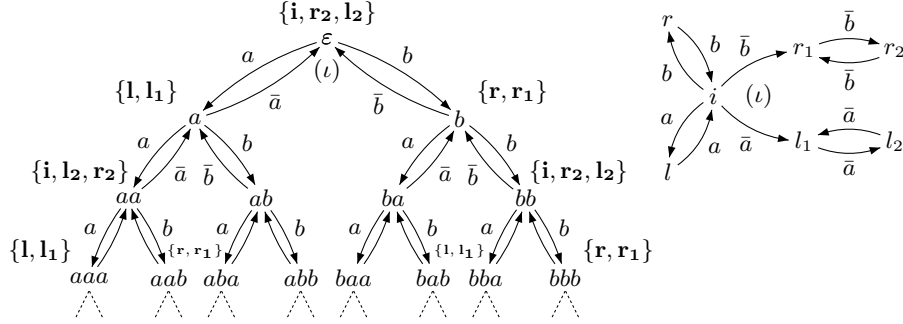 {i, r₂, l₂}
ε
(ι)
a
b
ā
b̄
{l, l₁}
a
b
{r, r₁}
a
ā
b̄
b
a
ā
b̄
b
{i, l₂, r₂}
aa
ab
ba
bb
{i, r₂, l₂}
a
b
a
b
a
b
a
b
{l, l₁}
{r, r₁}
{l, l₁}
{r, r₁}
aaa
aab
aba
abb
baa
bab
bba
bbb
r
b
b
b̄
r₁
b̄
b̄
r₂
i
(ι)
a
a
ā
l
l₁
ā
ā
l₂